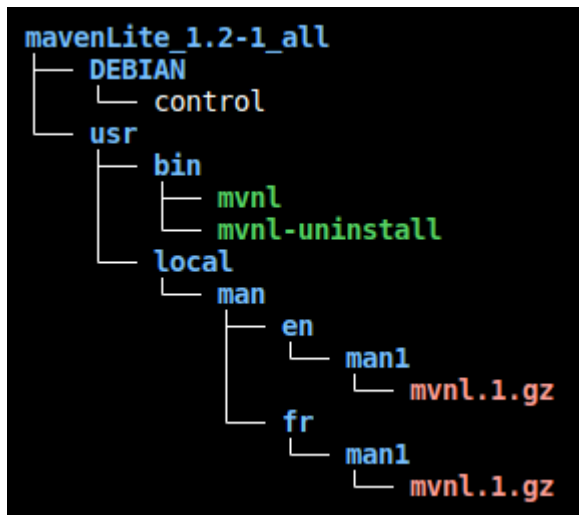 mavenLite_1.2-1_all
DEBIAN
control
usr
bin
mvnl
mvnl-uninstall
local
man
en
man1
mvnl.1.gz
fr
man1
mvnl.1.gz